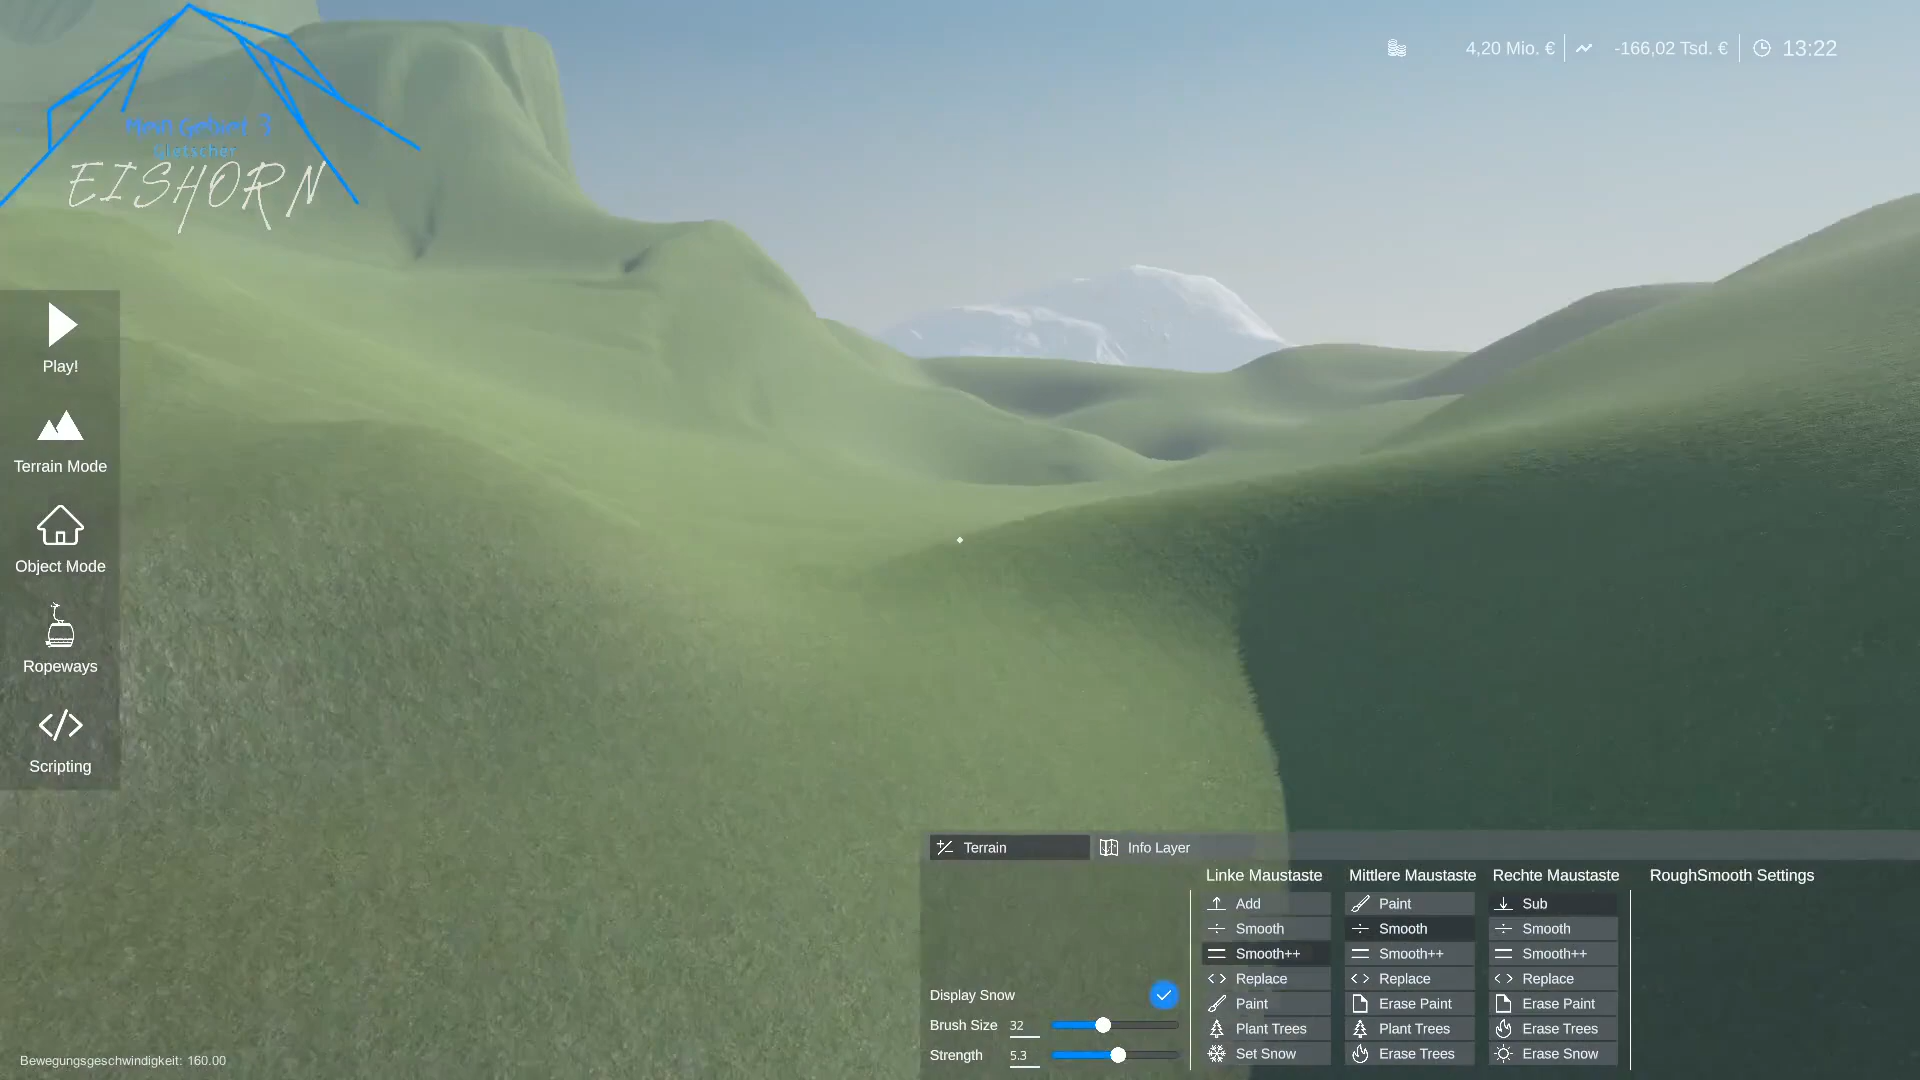 4,20 Mio. €
-166,02 Tsd. €
13:22
Mein Gebiet 3
Gletscher
EISHORN
Play!
Terrain Mode
Object Mode
Ropeways
Scripting
Terrain
Info Layer
Linke Maustaste
Add
Smooth
Smooth++
Replace
Paint
Plant Trees
Set Snow
Mittlere Maustaste
Paint
Smooth
Smooth++
Replace
Erase Paint
Plant Trees
Erase Trees
Rechte Maustaste
Sub
Smooth
Smooth++
Replace
Erase Paint
Erase Trees
Erase Snow
RoughSmooth Settings
Display Snow
Brush Size 32
Strength 5.3
Bewegungsgeschwindigkeit: 160.00